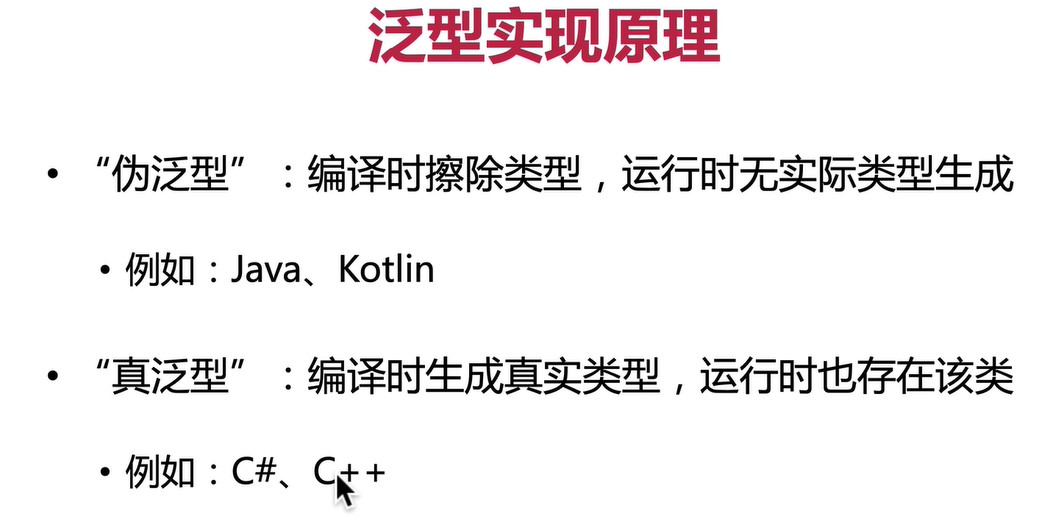 泛型实现原理
• “伪泛型” ：编译时擦除类型，运行时无实际类型生成
• 例如：Java、Kotlin
• “真泛型” ：编译时生成真实类型，运行时也存在该类
• 例如：C#、C++